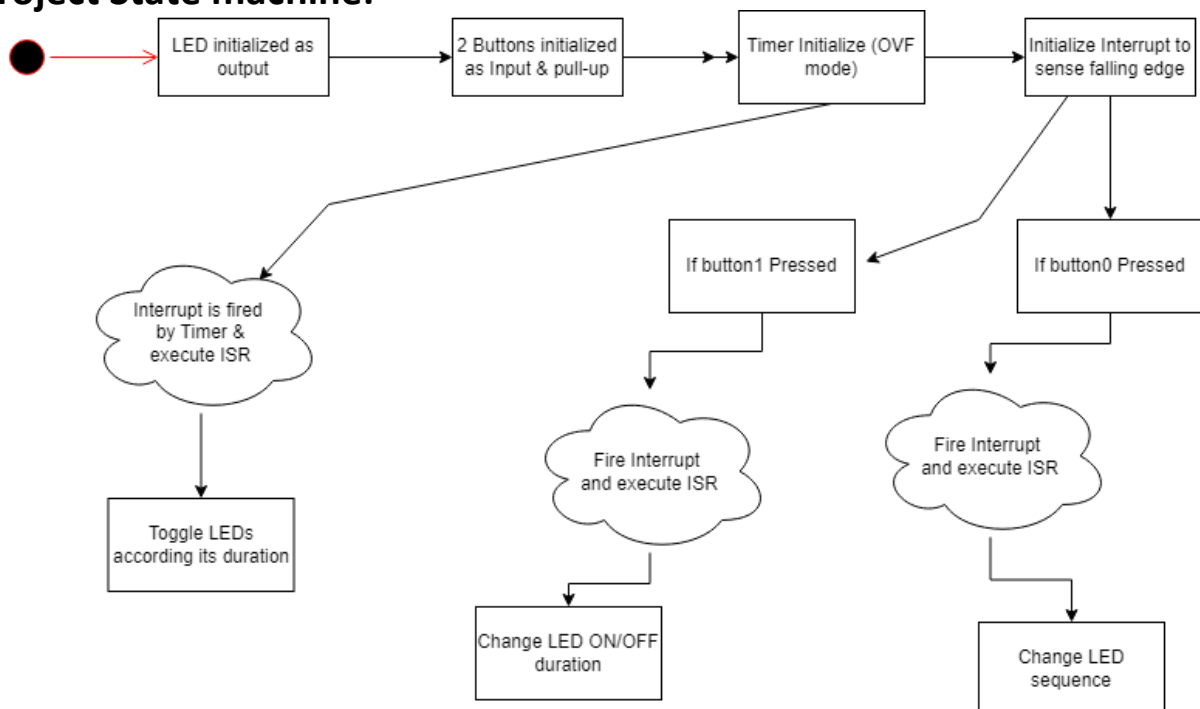 roject State machine:
LED initialized as
output
2 Buttons initialized
as Input & pull-up
Timer Initialize (OVF
mode)
Initialize Interrupt to
sense falling edge
If button1 Pressed
If button0 Pressed
Interrupt is fired
by Timer &
execute ISR
Fire Interrupt
and execute ISR
Fire Interrupt
and execute ISR
Toggle LEDs
according its duration
Change LED ON/OFF
duration
Change LED
sequence